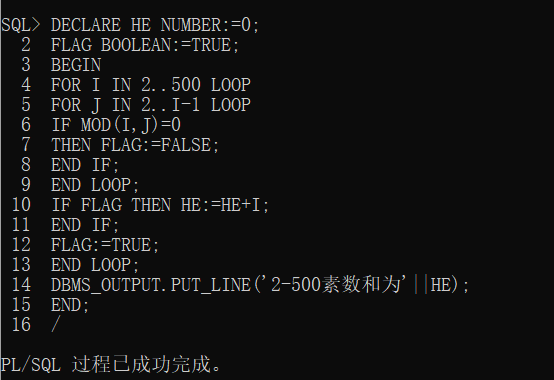 SQL> DECLARE HE NUMBER:=0;
2 FLAG BOOLEAN:=TRUE;
3 BEGIN
4 FOR I IN 2..500 LOOP
5 FOR J IN 2..I-1 LOOP
6 IF MOD(I,J)=0
7 THEN FLAG:=FALSE;
8 END IF;
9 END LOOP;
10 IF FLAG THEN HE:=HE+I;
11 END IF;
12 FLAG:=TRUE;
13 END LOOP;
14 DBMS_OUTPUT.PUT_LINE('2-500素数和为'||HE);
15 END;
16 /
PL/SQL 过程已成功完成。